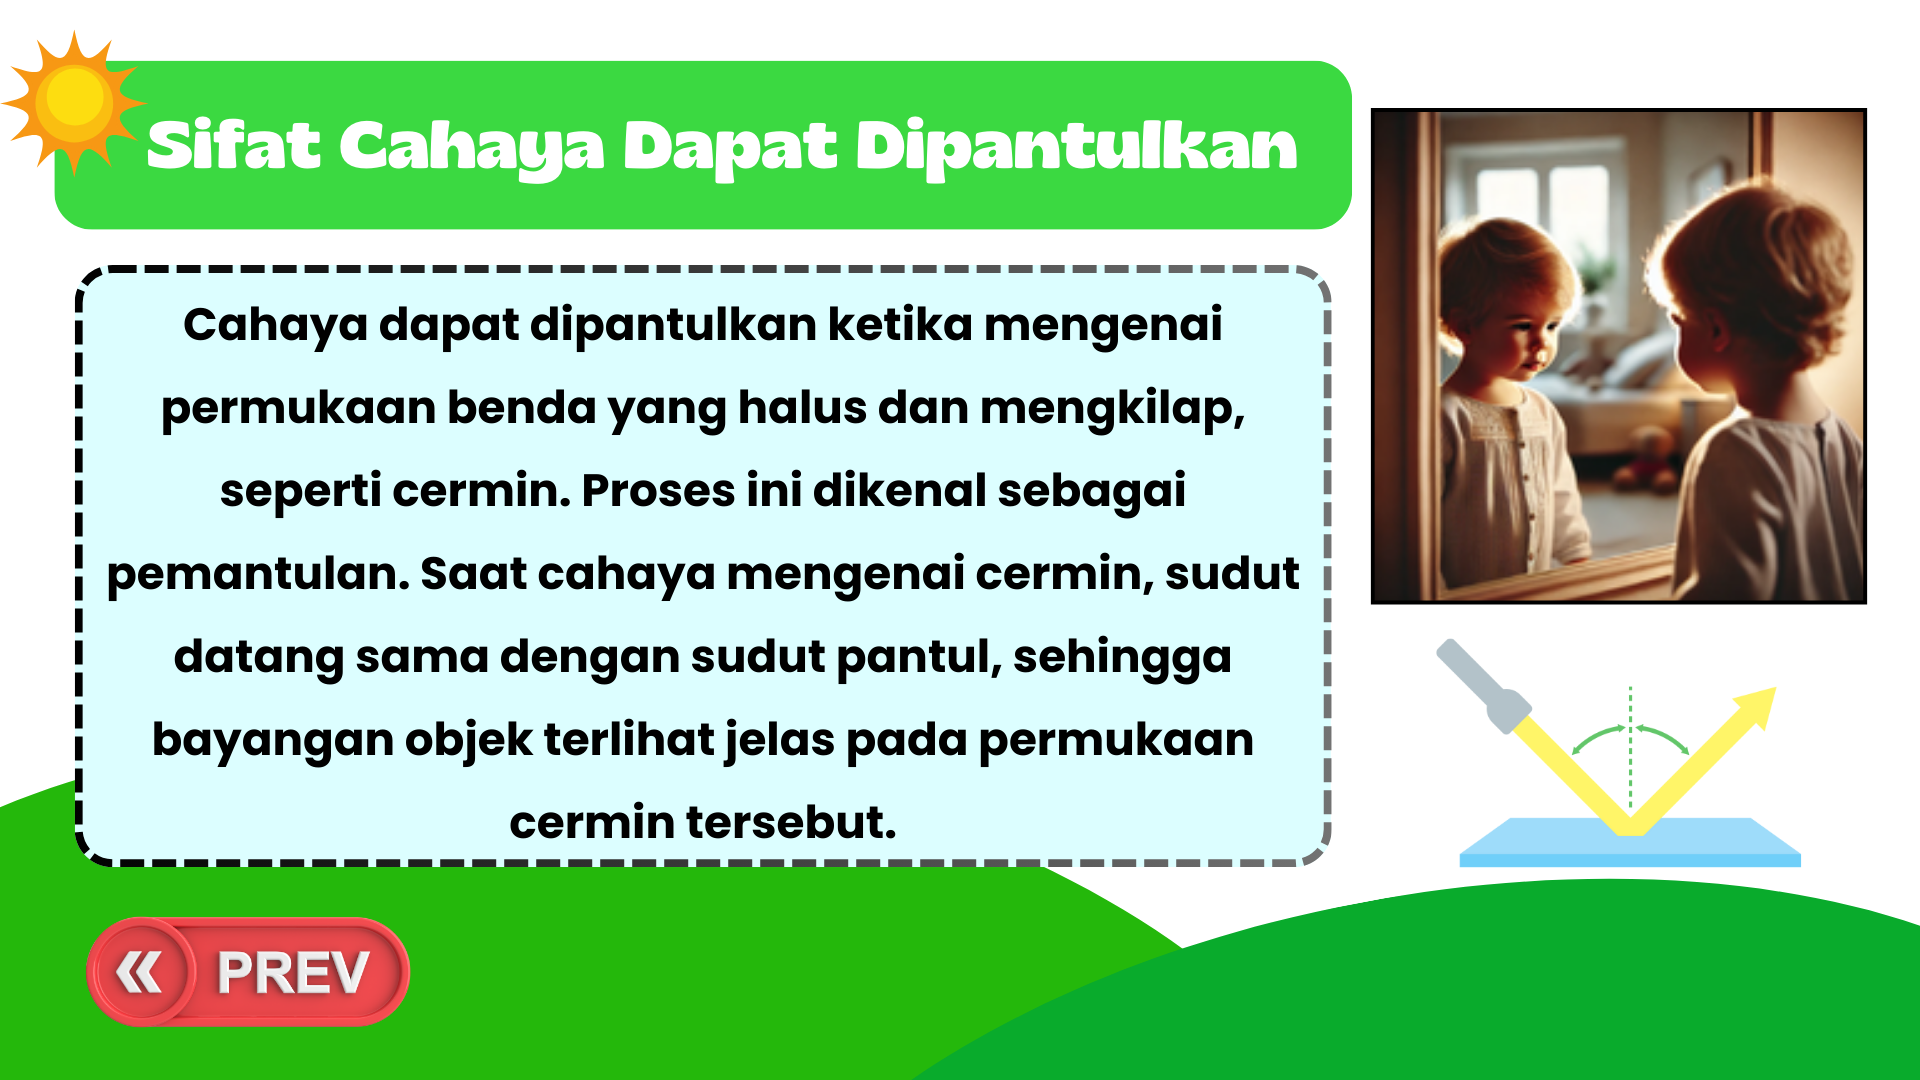 Sifat Cahaya Dapat Dipantulkan
Cahaya dapat dipantulkan ketika mengenai
permukaan benda yang halus dan mengkilap,
seperti cermin. Proses ini dikenal sebagai
pemantulan. Saat cahaya mengenai cermin, sudut
datang sama dengan sudut pantul, sehingga
bayangan objek terlihat jelas pada permukaan
cermin tersebut.
PREV